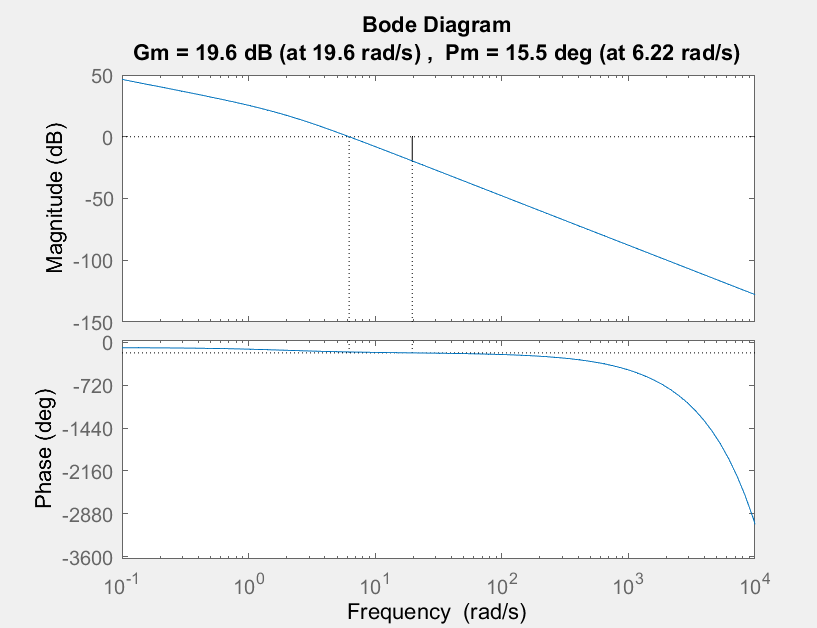 Bode Diagram
Gm = 19.6 dB (at 19.6 rad/s) , Pm = 15.5 deg (at 6.22 rad/s)
50
0
-50
-100
-150
Magnitude (dB)
0
-720
-1440
-2160
-2880
-3600
Phase (deg)
10^-1 10^0 10^1 10^2 10^3 10^4
Frequency (rad/s)